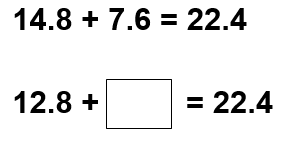 14.8 + 7.6 = 22.4
12.8 + = 22.4